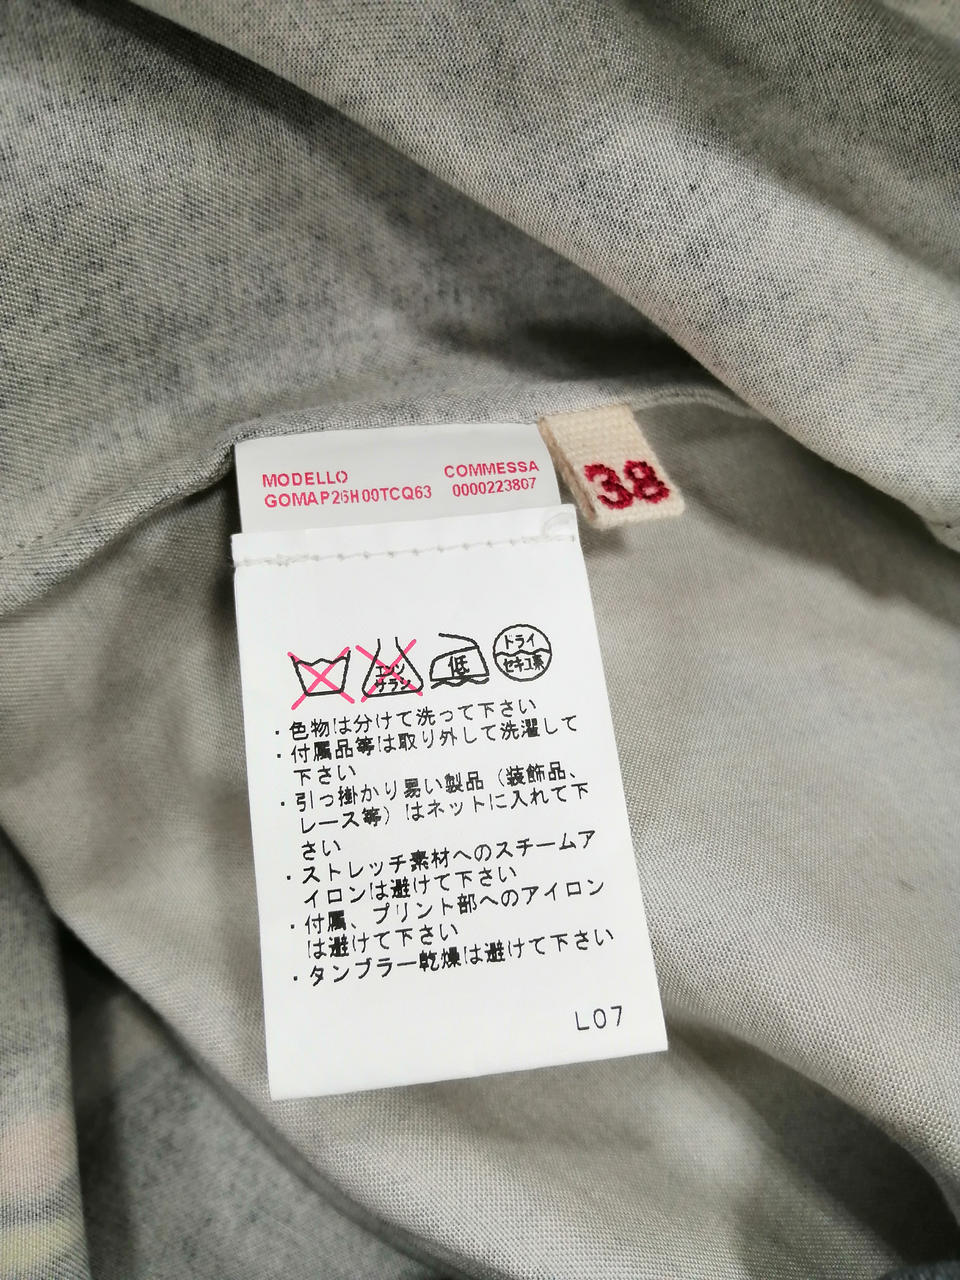 MODELLO COMMESSA
GOMAP26H00TCQ63 0000223807
38
エンソ
サラシ
低
ドライ
セキユ系
・色物は分けて洗って下さい
・付属品等は取り外して洗濯して
下さい
・引っ掛かり易い製品（装飾品、
レース等）はネットに入れて下
さい
・ストレッチ素材へのスチームア
イロンは避けて下さい
・付属、プリント部へのアイロン
は避けて下さい
・タンブラー乾燥は避けて下さい
L07